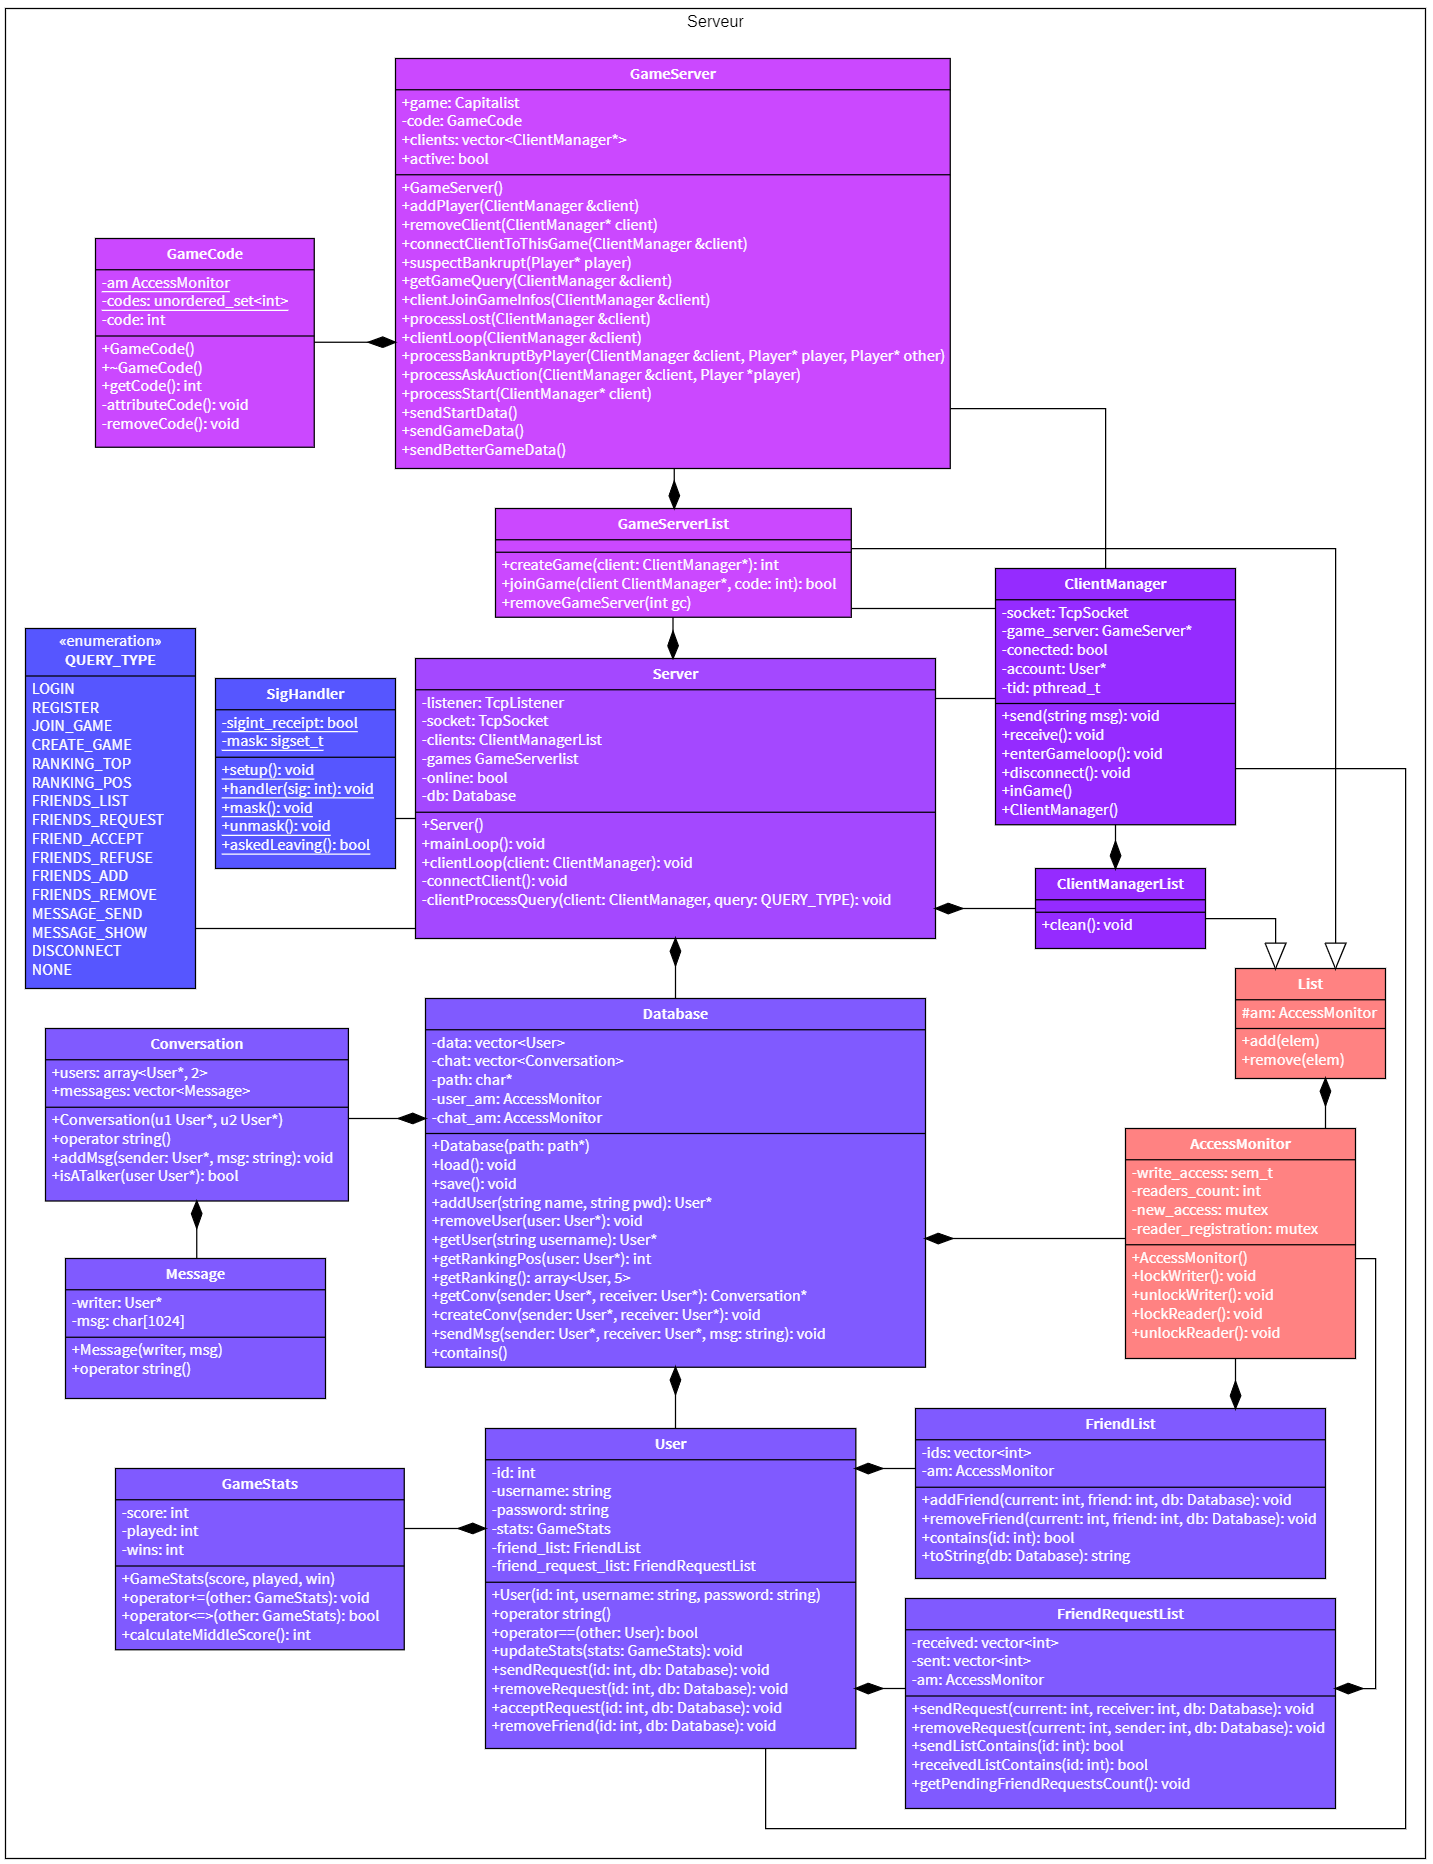 Serveur
GameServer
+game: Capitalist
-code: GameCode
+clients: vector<ClientManager*>
+active: bool
+GameServer()
+addPlayer(ClientManager &client)
+removeClient(ClientManager* client)
+connectClientToThisGame(ClientManager &client)
+suspectBankrupt(Player* player)
+getGameQuery(ClientManager &client)
+clientJoinGameInfos(ClientManager &client)
+processLost(ClientManager &client)
+clientLoop(ClientManager &client)
+processBankruptByPlayer(ClientManager &client, Player* player, Player* other)
+processAskAuction(ClientManager &client, Player *player)
+processStart(ClientManager* client)
+sendStartData()
+sendGameData()
+sendBetterGameData()
GameCode
-am AccessMonitor
-codes: unordered_set<int>
-code: int
+GameCode()
+~GameCode()
+getCode(): int
-attributeCode(): void
-removeCode(): void
GameServerList
+createGame(client: ClientManager*): int
+joinGame(client ClientManager*, code: int): bool
+removeGameServer(int gc)
ClientManager
-socket: TcpSocket
-game_server: GameServer*
-conected: bool
-account: User*
-tid: pthread_t
+send(string msg): void
+receive(): void
+enterGameloop(): void
+disconnect(): void
+inGame()
+ClientManager()
«enumeration»
QUERY_TYPE
LOGIN
REGISTER
JOIN_GAME
CREATE_GAME
RANKING_TOP
RANKING_POS
FRIENDS_LIST
FRIENDS_REQUEST
FRIEND_ACCEPT
FRIENDS_REFUSE
FRIENDS_ADD
FRIENDS_REMOVE
MESSAGE_SEND
MESSAGE_SHOW
DISCONNECT
NONE
SigHandler
-sigint_receipt: bool
-mask: sigset_t
+setup(): void
+handler(sig: int): void
+mask(): void
+unmask(): void
+askedLeaving(): bool
Server
-listener: TcpListener
-socket: TcpSocket
-clients: ClientManagerList
-games GameServerlist
-online: bool
-db: Database
+Server()
+mainLoop(): void
+clientLoop(client: ClientManager): void
-connectClient(): void
-clientProcessQuery(client: ClientManager, query: QUERY_TYPE): void
ClientManagerList
+clean(): void
List
#am: AccessMonitor
+add(elem)
+remove(elem)
Database
-data: vector<User>
-chat: vector<Conversation>
-path: char*
-user_am: AccessMonitor
-chat_am: AccessMonitor
+Database(path: path*)
+load(): void
+save(): void
+addUser(string name, string pwd): User*
+removeUser(user: User*): void
+getUser(string username): User*
+getRankingPos(user: User*): int
+getRanking(): array<User, 5>
+getConv(sender: User*, receiver: User*): Conversation*
+createConv(sender: User*, receiver: User*): void
+sendMsg(sender: User*, receiver: User*, msg: string): void
+contains()
Conversation
+users: array<User*, 2>
+messages: vector<Message>
+Conversation(u1 User*, u2 User*)
+operator string()
+addMsg(sender: User*, msg: string): void
+isATalker(user User*): bool
Message
-writer: User*
-msg: char[1024]
+Message(writer, msg)
+operator string()
AccessMonitor
-write_access: sem_t
-readers_count: int
-new_access: mutex
-reader_registration: mutex
+AccessMonitor()
+lockWriter(): void
+unlockWriter(): void
+lockReader(): void
+unlockReader(): void
GameStats
-score: int
-played: int
-wins: int
+GameStats(score, played, win)
+operator+=(other: GameStats): void
+operator<=>(other: GameStats): bool
+calculateMiddleScore(): int
User
-id: int
-username: string
-password: string
-stats: GameStats
-friend_list: FriendList
-friend_request_list: FriendRequestList
+User(id: int, username: string, password: string)
+operator string()
+operator==(other: User): bool
+updateStats(stats: GameStats): void
+sendRequest(id: int, db: Database): void
+removeRequest(id: int, db: Database): void
+acceptRequest(id: int, db: Database): void
+removeFriend(id: int, db: Database): void
FriendList
-ids: vector<int>
-am: AccessMonitor
+addFriend(current: int, friend: int, db: Database): void
+removeFriend(current: int, friend: int, db: Database): void
+contains(id: int): bool
+toString(db: Database): string
FriendRequestList
-received: vector<int>
-sent: vector<int>
-am: AccessMonitor
+sendRequest(current: int, receiver: int, db: Database): void
+removeRequest(current: int, sender: int, db: Database): void
+sendListContains(id: int): bool
+receivedListContains(id: int): bool
+getPendingFriendRequestsCount(): void